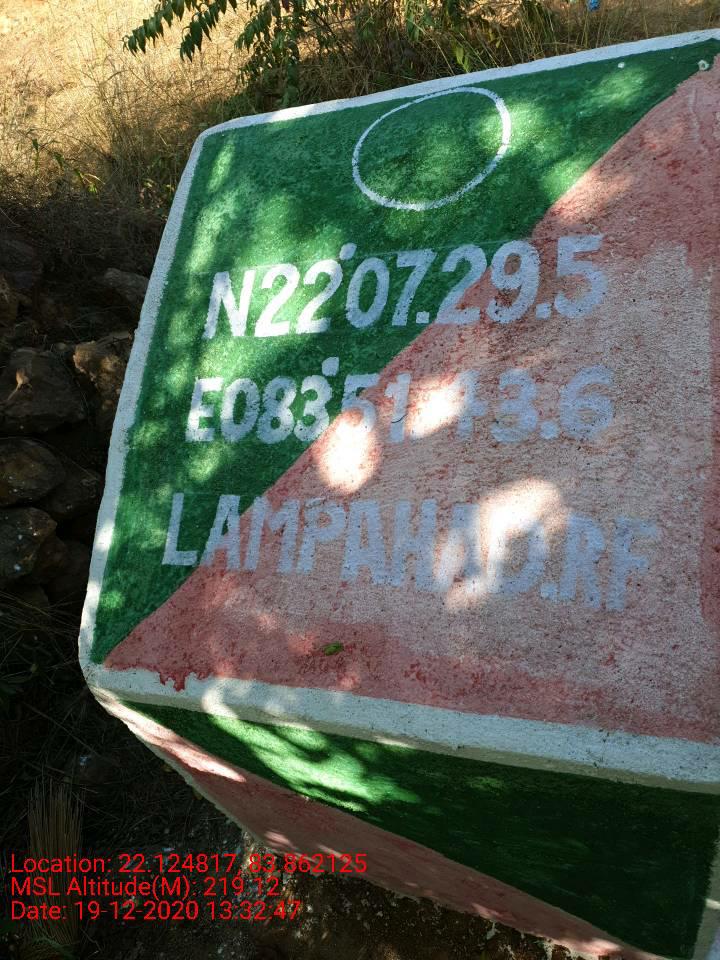 N22°07.29.5
E083°51.43.6
LAMPAHAD.RF
Location: 22.124817, 83.862125
MSL Altitude(M): 219.12
Date: 19-12-2020 13:32:47